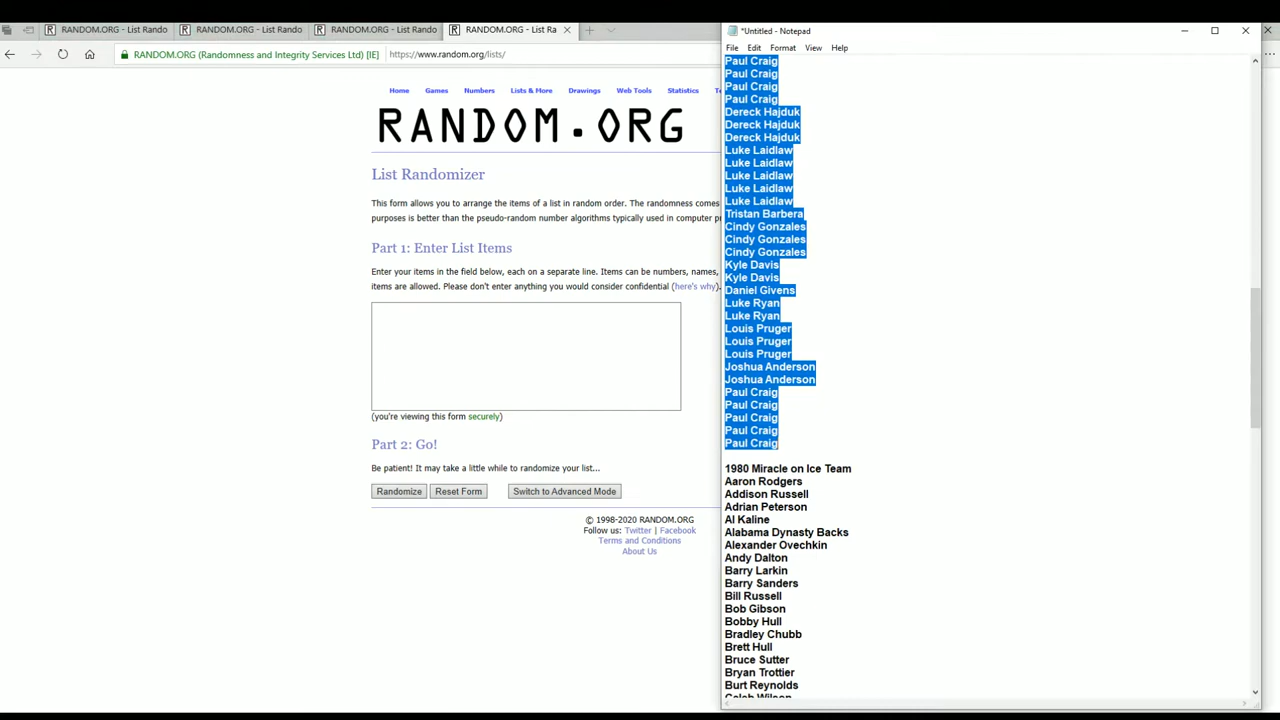 RANDOM.ORG - List Rando
RANDOM.ORG - List Rando
RANDOM.ORG - List Rando
RANDOM.ORG - List Ra
RANDOM.ORG (Randomness and Integrity Services Ltd) [IE]
https://www.random.org/lists/
Home Games Numbers Lists & More Drawings Web Tools Statistics
RANDOM.ORG
List Randomizer
This form allows you to arrange the items of a list in random order. The randomness comes
purposes is better than the pseudo-random number algorithms typically used in computer
Part 1: Enter List Items
Enter your items in the field below, each on a separate line. Items can be numbers, names,
items are allowed. Please don't enter anything you would consider confidential (here's why).
(you're viewing this form securely)
Part 2: Go!
Be patient! It may take a little while to randomize your list...
Randomize Reset Form Switch to Advanced Mode
© 1998-2020 RANDOM.ORG
Follow us: Twitter | Facebook
Terms and Conditions
About Us
*Untitled - Notepad
File Edit Format View Help
Paul Craig
Paul Craig
Paul Craig
Paul Craig
Dereck Hajduk
Dereck Hajduk
Dereck Hajduk
Luke Laidlaw
Luke Laidlaw
Luke Laidlaw
Luke Laidlaw
Luke Laidlaw
Tristan Barbera
Cindy Gonzales
Cindy Gonzales
Cindy Gonzales
Kyle Davis
Kyle Davis
Daniel Givens
Luke Ryan
Luke Ryan
Louis Pruger
Louis Pruger
Louis Pruger
Joshua Anderson
Joshua Anderson
Paul Craig
Paul Craig
Paul Craig
Paul Craig
Paul Craig
1980 Miracle on Ice Team
Aaron Rodgers
Addison Russell
Adrian Peterson
Al Kaline
Alabama Dynasty Backs
Alexander Ovechkin
Andy Dalton
Barry Larkin
Barry Sanders
Bill Russell
Bob Gibson
Bobby Hull
Bradley Chubb
Brett Hull
Bruce Sutter
Bryan Trottier
Burt Reynolds
Caleb Wilson